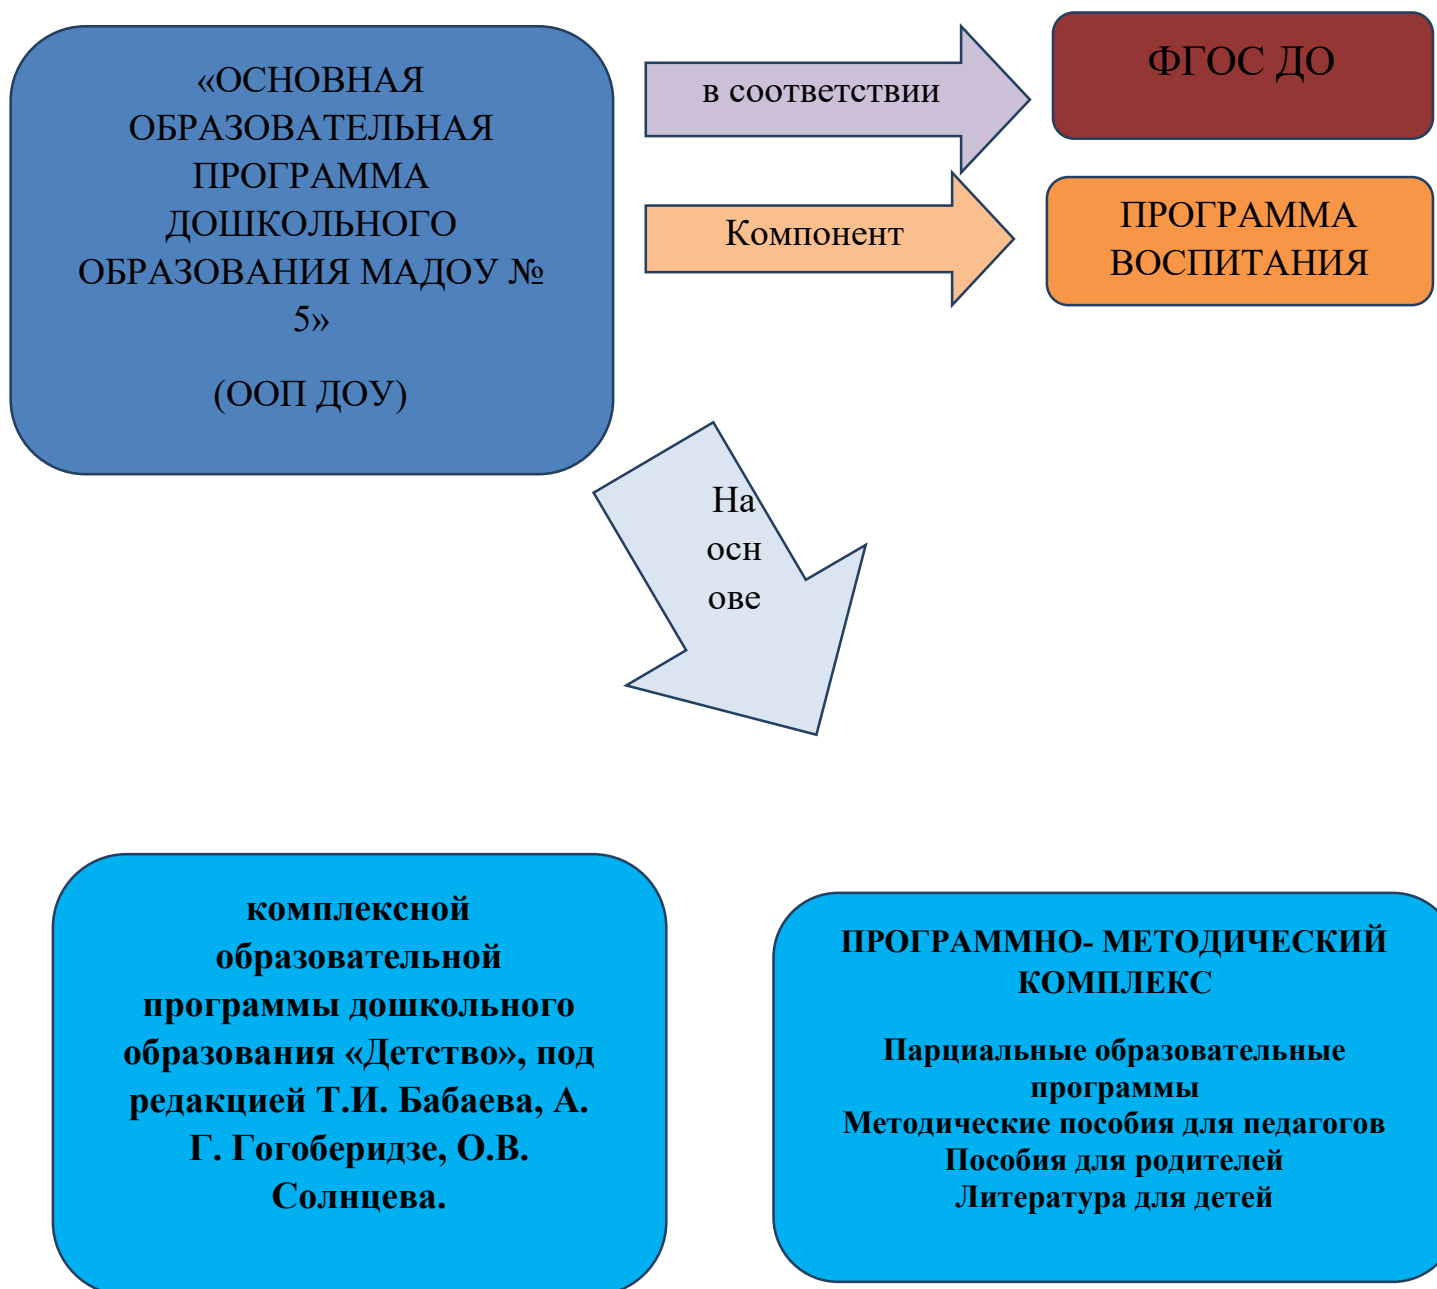 «ОСНОВНАЯ
ОБРАЗОВАТЕЛЬНАЯ
ПРОГРАММА
ДОШКОЛЬНОГО
ОБРАЗОВАНИЯ МАДОУ №
5»
(ООП ДОУ)
в соответствии
ФГОС ДО
Компонент
ПРОГРАММА
ВОСПИТАНИЯ
На
осн
ове
комплексной
образовательной
программы дошкольного
образования «Детство», под
редакцией Т.И. Бабаева, А.
Г. Гогоберидзе, О.В.
Солнцева.
ПРОГРАММНО- МЕТОДИЧЕСКИЙ
КОМПЛЕКС
Парциальные образовательные
программы
Методические пособия для педагогов
Пособия для родителей
Литература для детей